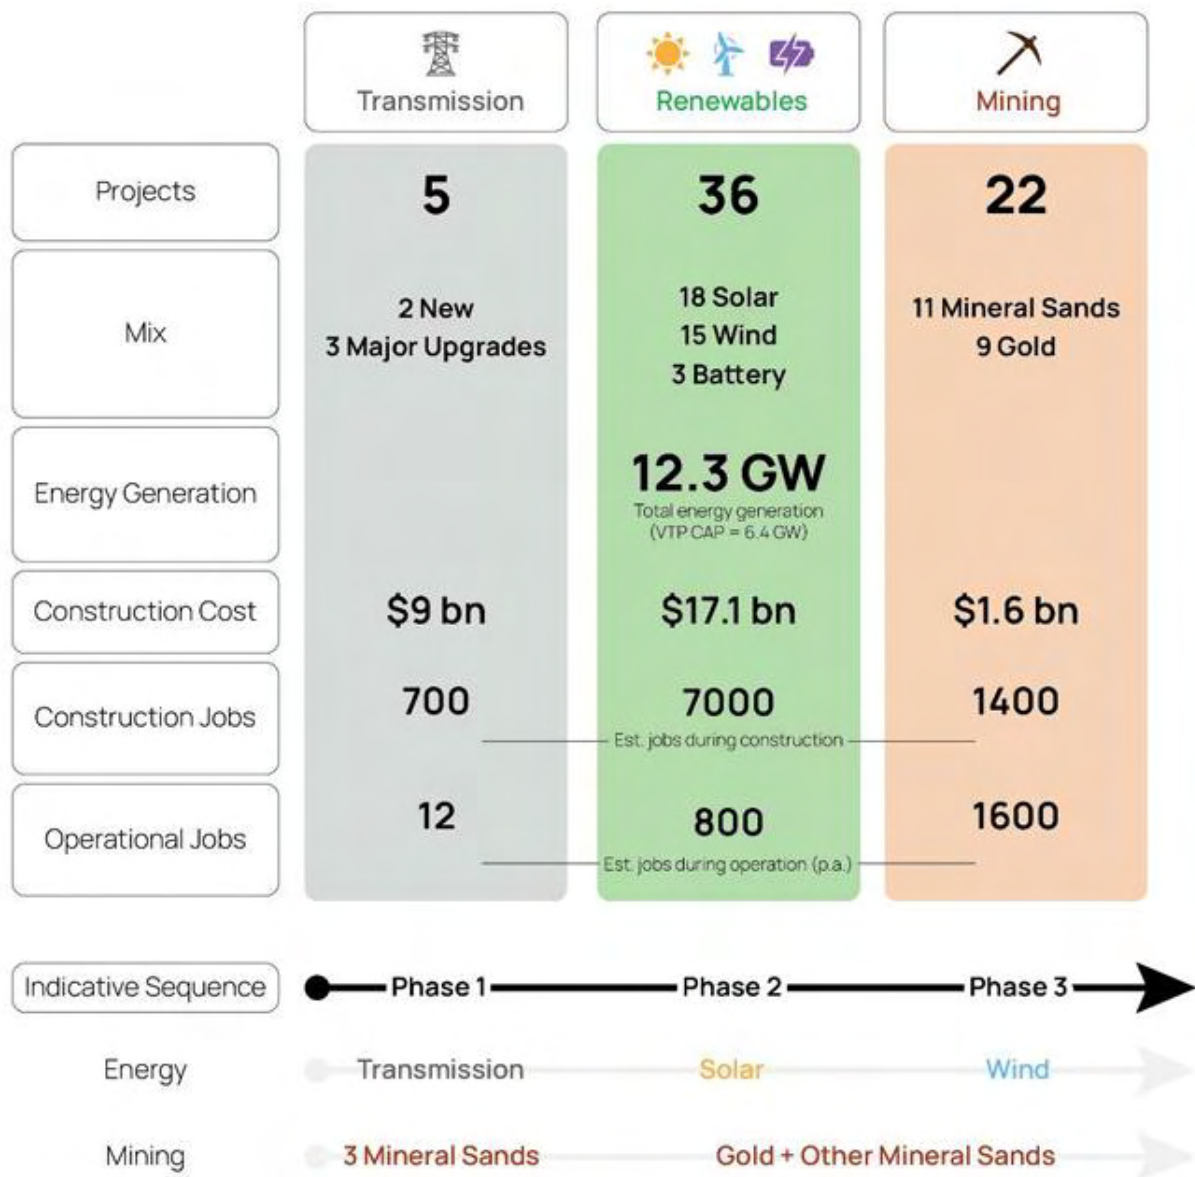 Transmission
Renewables
Mining
Projects
5
36
22
Mix
2 New
3 Major Upgrades
18 Solar
15 Wind
3 Battery
11 Mineral Sands
9 Gold
Energy Generation
12.3 GW
Total energy generation
(VTP CAP = 6.4 GW)
Construction Cost
$9 bn
$17.1 bn
$1.6 bn
Construction Jobs
700
7000
1400
Est. jobs during construction
Operational Jobs
12
800
1600
Est. jobs during operation (p.a.)
Indicative Sequence
Phase 1
Phase 2
Phase 3
Energy
Transmission
Solar
Wind
Mining
3 Mineral Sands
Gold + Other Mineral Sands